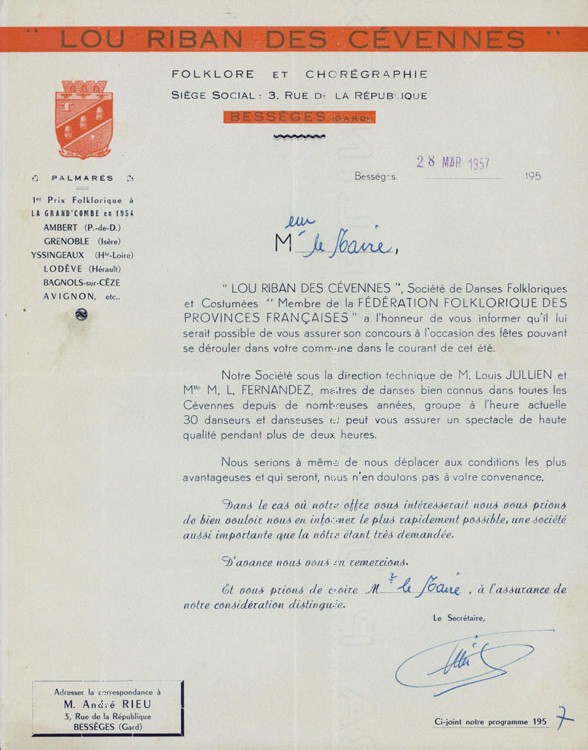 " LOU RIBAN DES CÉVENNES "
FOLKLORE ET CHORÉGRAPHIE
SIÈGE SOCIAL : 3, RUE DE LA RÉPUBLIQUE
BESSÈGES (GARD)
PALMARÈS
1er Prix Folklorique à
LA GRAND'COMBE en 1954
AMBERT (P.-de-D.)
GRENOBLE (Isère)
YSSINGEAUX (Hte-Loire)
LODÈVE (Hérault)
BAGNOLS-sur-CÈZE
AVIGNON, etc..
Bességes, 28 MAR 1957 195
Meur le Maire,
" LOU RIBAN DES CÉVENNES ", Société de Danses Folkloriques
et Costumées " Membre de la FÉDÉRATION FOLKLORIQUE DES
PROVINCES FRANÇAISES " a l'honneur de vous informer qu'il lui
serait possible de vous assurer son concours à l'occasion des fêtes pouvant
se dérouler dans votre commune dans le courant de cet été.
Notre Société sous la direction technique de M. Louis JULLIEN et
Mlle M. L. FERNANDEZ, maîtres de danses bien connus dans toutes les
Cévennes depuis de nombreuses années, groupe à l'heure actuelle
30 danseurs et danseuses et peut vous assurer un spectacle de haute
qualité pendant plus de deux heures.
Nous serions à même de nous déplacer aux conditions les plus
avantageuses et qui seront, nous n'en doutons pas à votre convenance.
Dans le cas où notre offre vous intéresserait nous vous prions
de bien vouloir nous en informer le plus rapidement possible, une société
aussi importante que la nôtre étant très demandée.
D'avance nous vous en remercions.
Et vous prions de croire Mr le Maire, à l'assurance de
notre considération distinguée.
Le Secrétaire,
Adresser la correspondance à
M. André RIEU
3, Rue de la République
BESSÈGES (Gard)
Ci-joint notre programme 1957